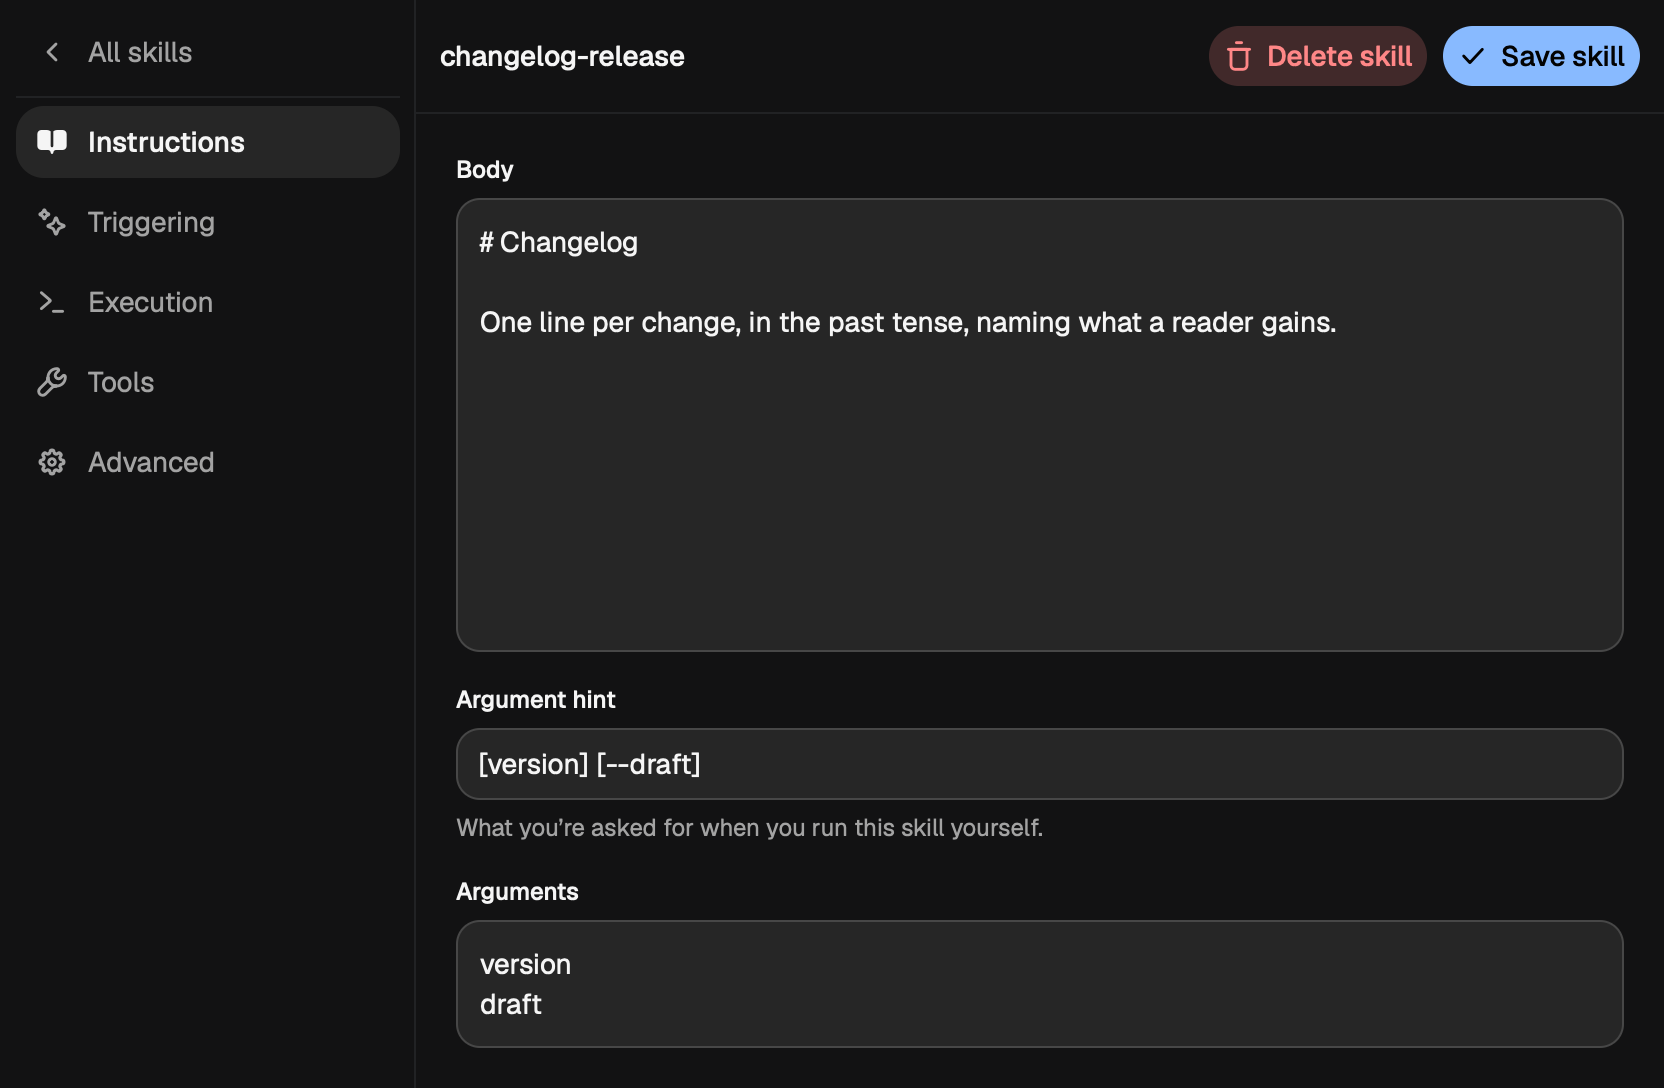 All skills
Instructions
Triggering
Execution
Tools
Advanced
changelog-release
Delete skill
Save skill
Body
# Changelog
One line per change, in the past tense, naming what a reader gains.
Argument hint
[version] [--draft]
What you’re asked for when you run this skill yourself.
Arguments
version
draft